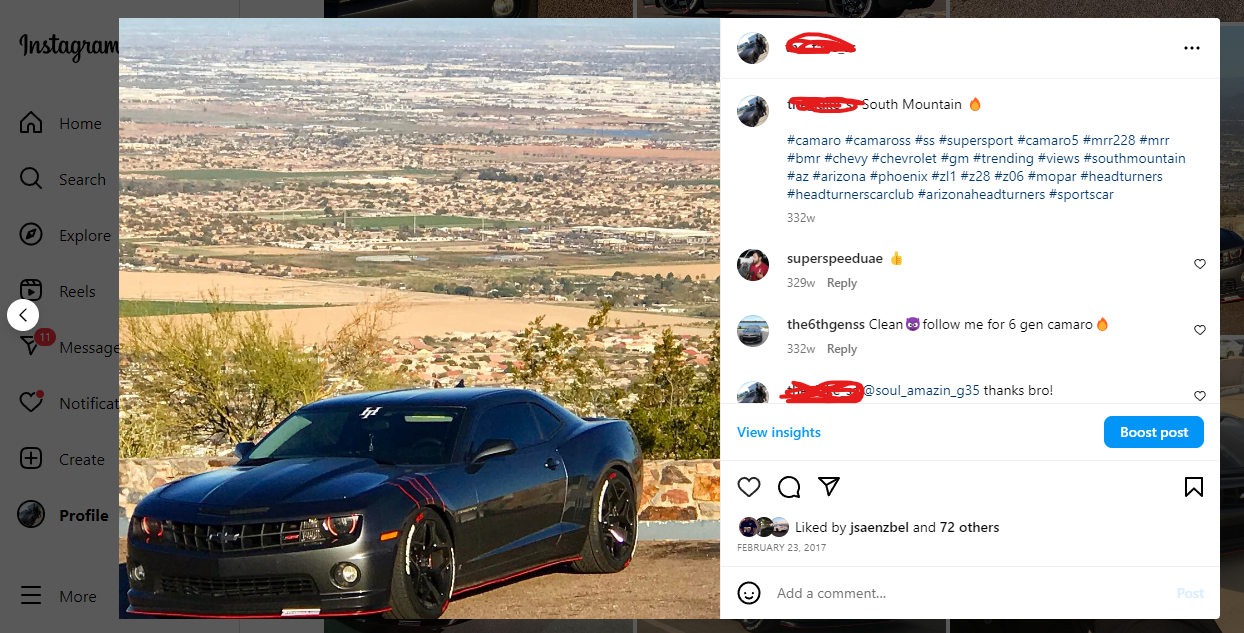 Instagram
Home
Search
Explore
Reels
11
Message
Notificat
Create
Profile
More
South Mountain 🔥
#camaro #camaross #ss #supersport #camaro5 #mrr228 #mrr
#bmr #chevy #chevrolet #gm #trending #views #southmountain
#az #arizona #phoenix #zl1 #z28 #z06 #mopar #headturners
#headturnerscarclub #arizonaheadturners #sportscar
332w
superspeeduae 👍
329w Reply
the6thgenss Clean😈follow me for 6 gen camaro🔥
332w Reply
@soul_amazin_g35 thanks bro!
View insights
Boost post
Liked by jsaenzbel and 72 others
FEBRUARY 23, 2017
Add a comment...
Post